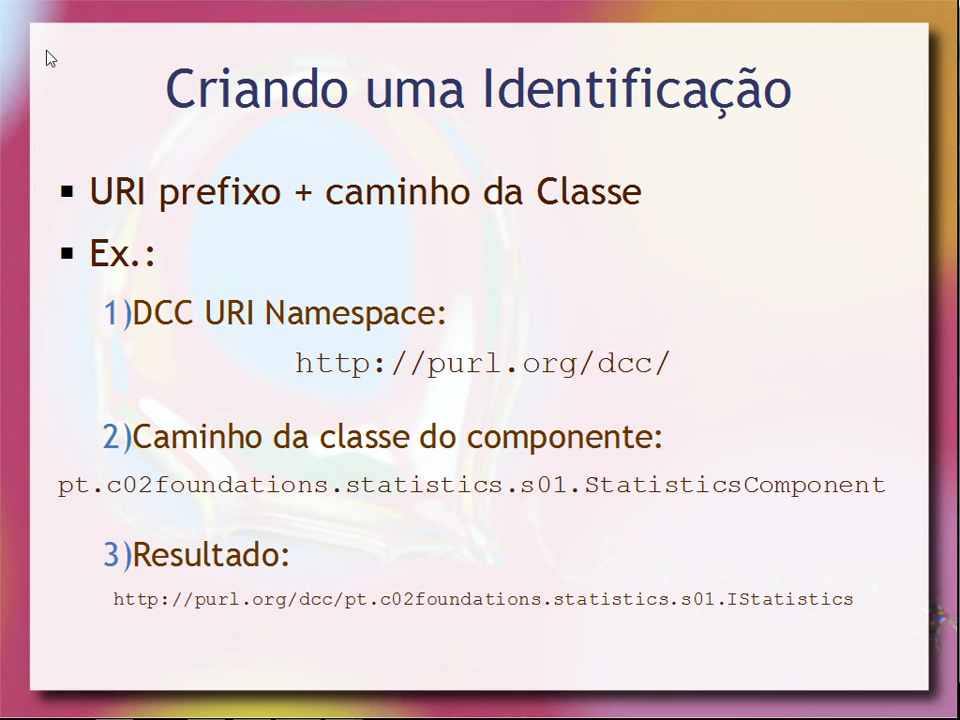 Criando uma Identificação
▪ URI prefixo + caminho da Classe
▪ Ex.:
1)DCC URI Namespace:
http://purl.org/dcc/
2)Caminho da classe do componente:
pt.c02foundations.statistics.s01.StatisticsComponent
3)Resultado:
http://purl.org/dcc/pt.c02foundations.statistics.s01.IStatistics